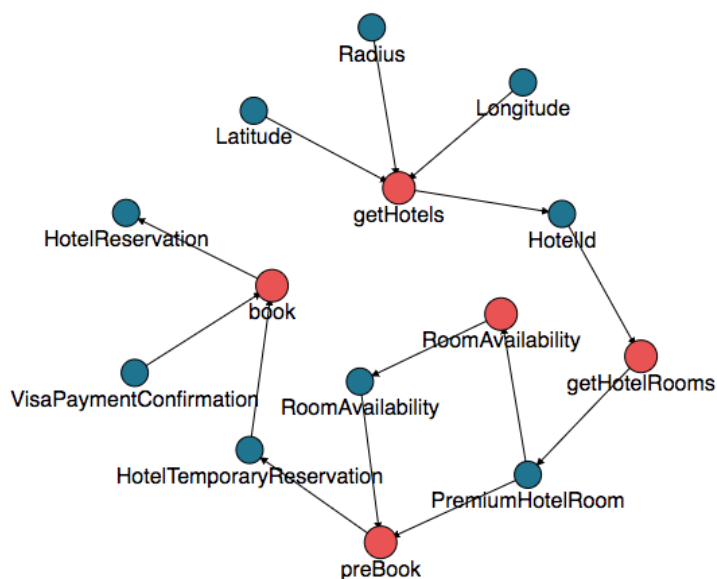 Radius
Longitude
Latitude
getHotels
HotelReservation
HotelId
book
RoomAvailability
getHotelRooms
VisaPaymentConfirmation
RoomAvailability
HotelTemporaryReservation
PremiumHotelRoom
preBook